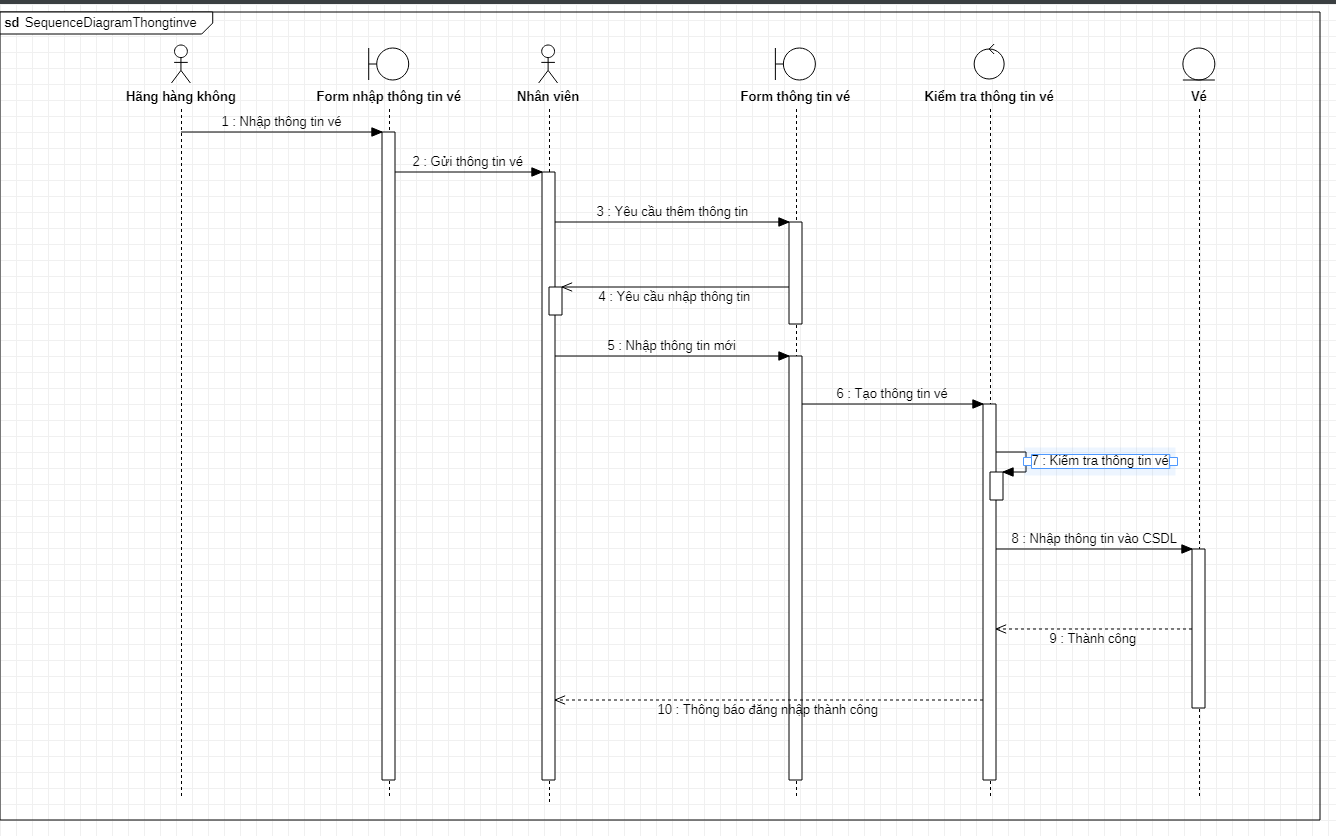 sd SequenceDiagramThongtinve
Hãng hàng không
Form nhập thông tin vé
Nhân viên
Form thông tin vé
Kiểm tra thông tin vé
Vé
1 : Nhập thông tin vé
2 : Gửi thông tin vé
3 : Yêu cầu thêm thông tin
4 : Yêu cầu nhập thông tin
5 : Nhập thông tin mới
6 : Tạo thông tin vé
7 : Kiểm tra thông tin vé
8 : Nhập thông tin vào CSDL
9 : Thành công
10 : Thông báo đăng nhập thành công